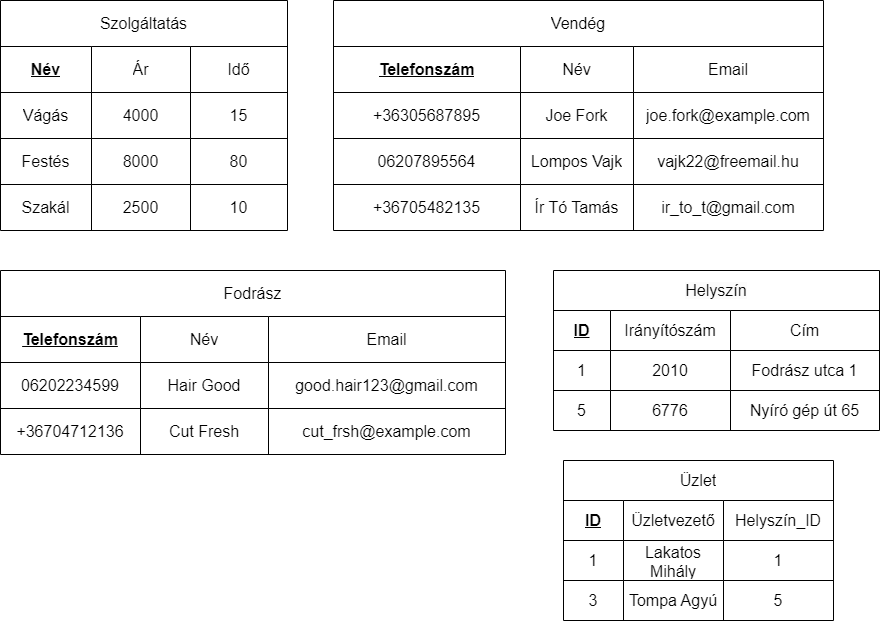 Szolgáltatás
Név Ár Idő
Vágás 4000 15
Festés 8000 80
Szakál 2500 10
Vendég
Telefonszám Név Email
+36305687895 Joe Fork joe.fork@example.com
06207895564 Lompos Vajk vajk22@freemail.hu
+36705482135 Ír Tó Tamás ir_to_t@gmail.com
Fodrász
Telefonszám Név Email
06202234599 Hair Good good.hair123@gmail.com
+36704712136 Cut Fresh cut_frsh@example.com
Helyszín
ID Irányítószám Cím
1 2010 Fodrász utca 1
5 6776 Nyíró gép út 65
Üzlet
ID Üzletvezető Helyszín_ID
1 Lakatos 1
Mihály
3 Tompa Agyú 5